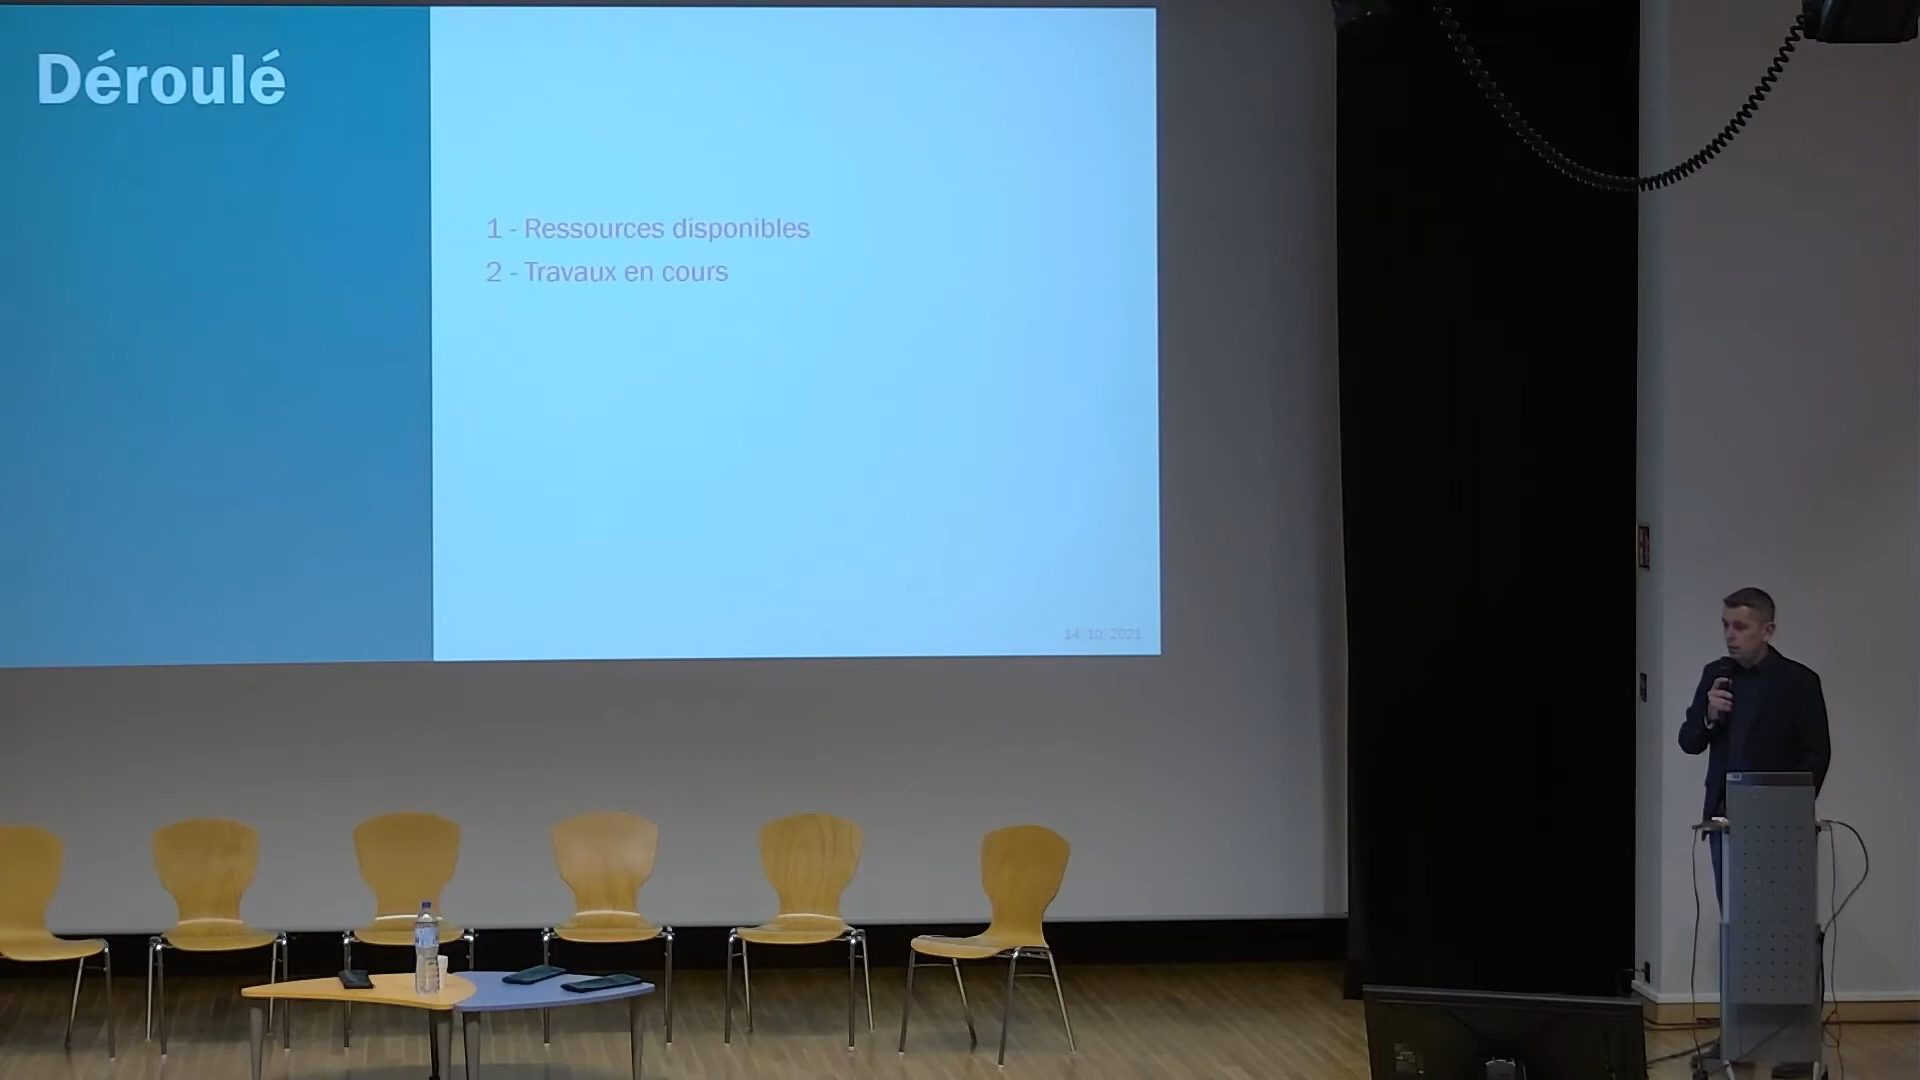 Déroulé
1 - Ressources disponibles
2 - Travaux en cours
14/10/2021